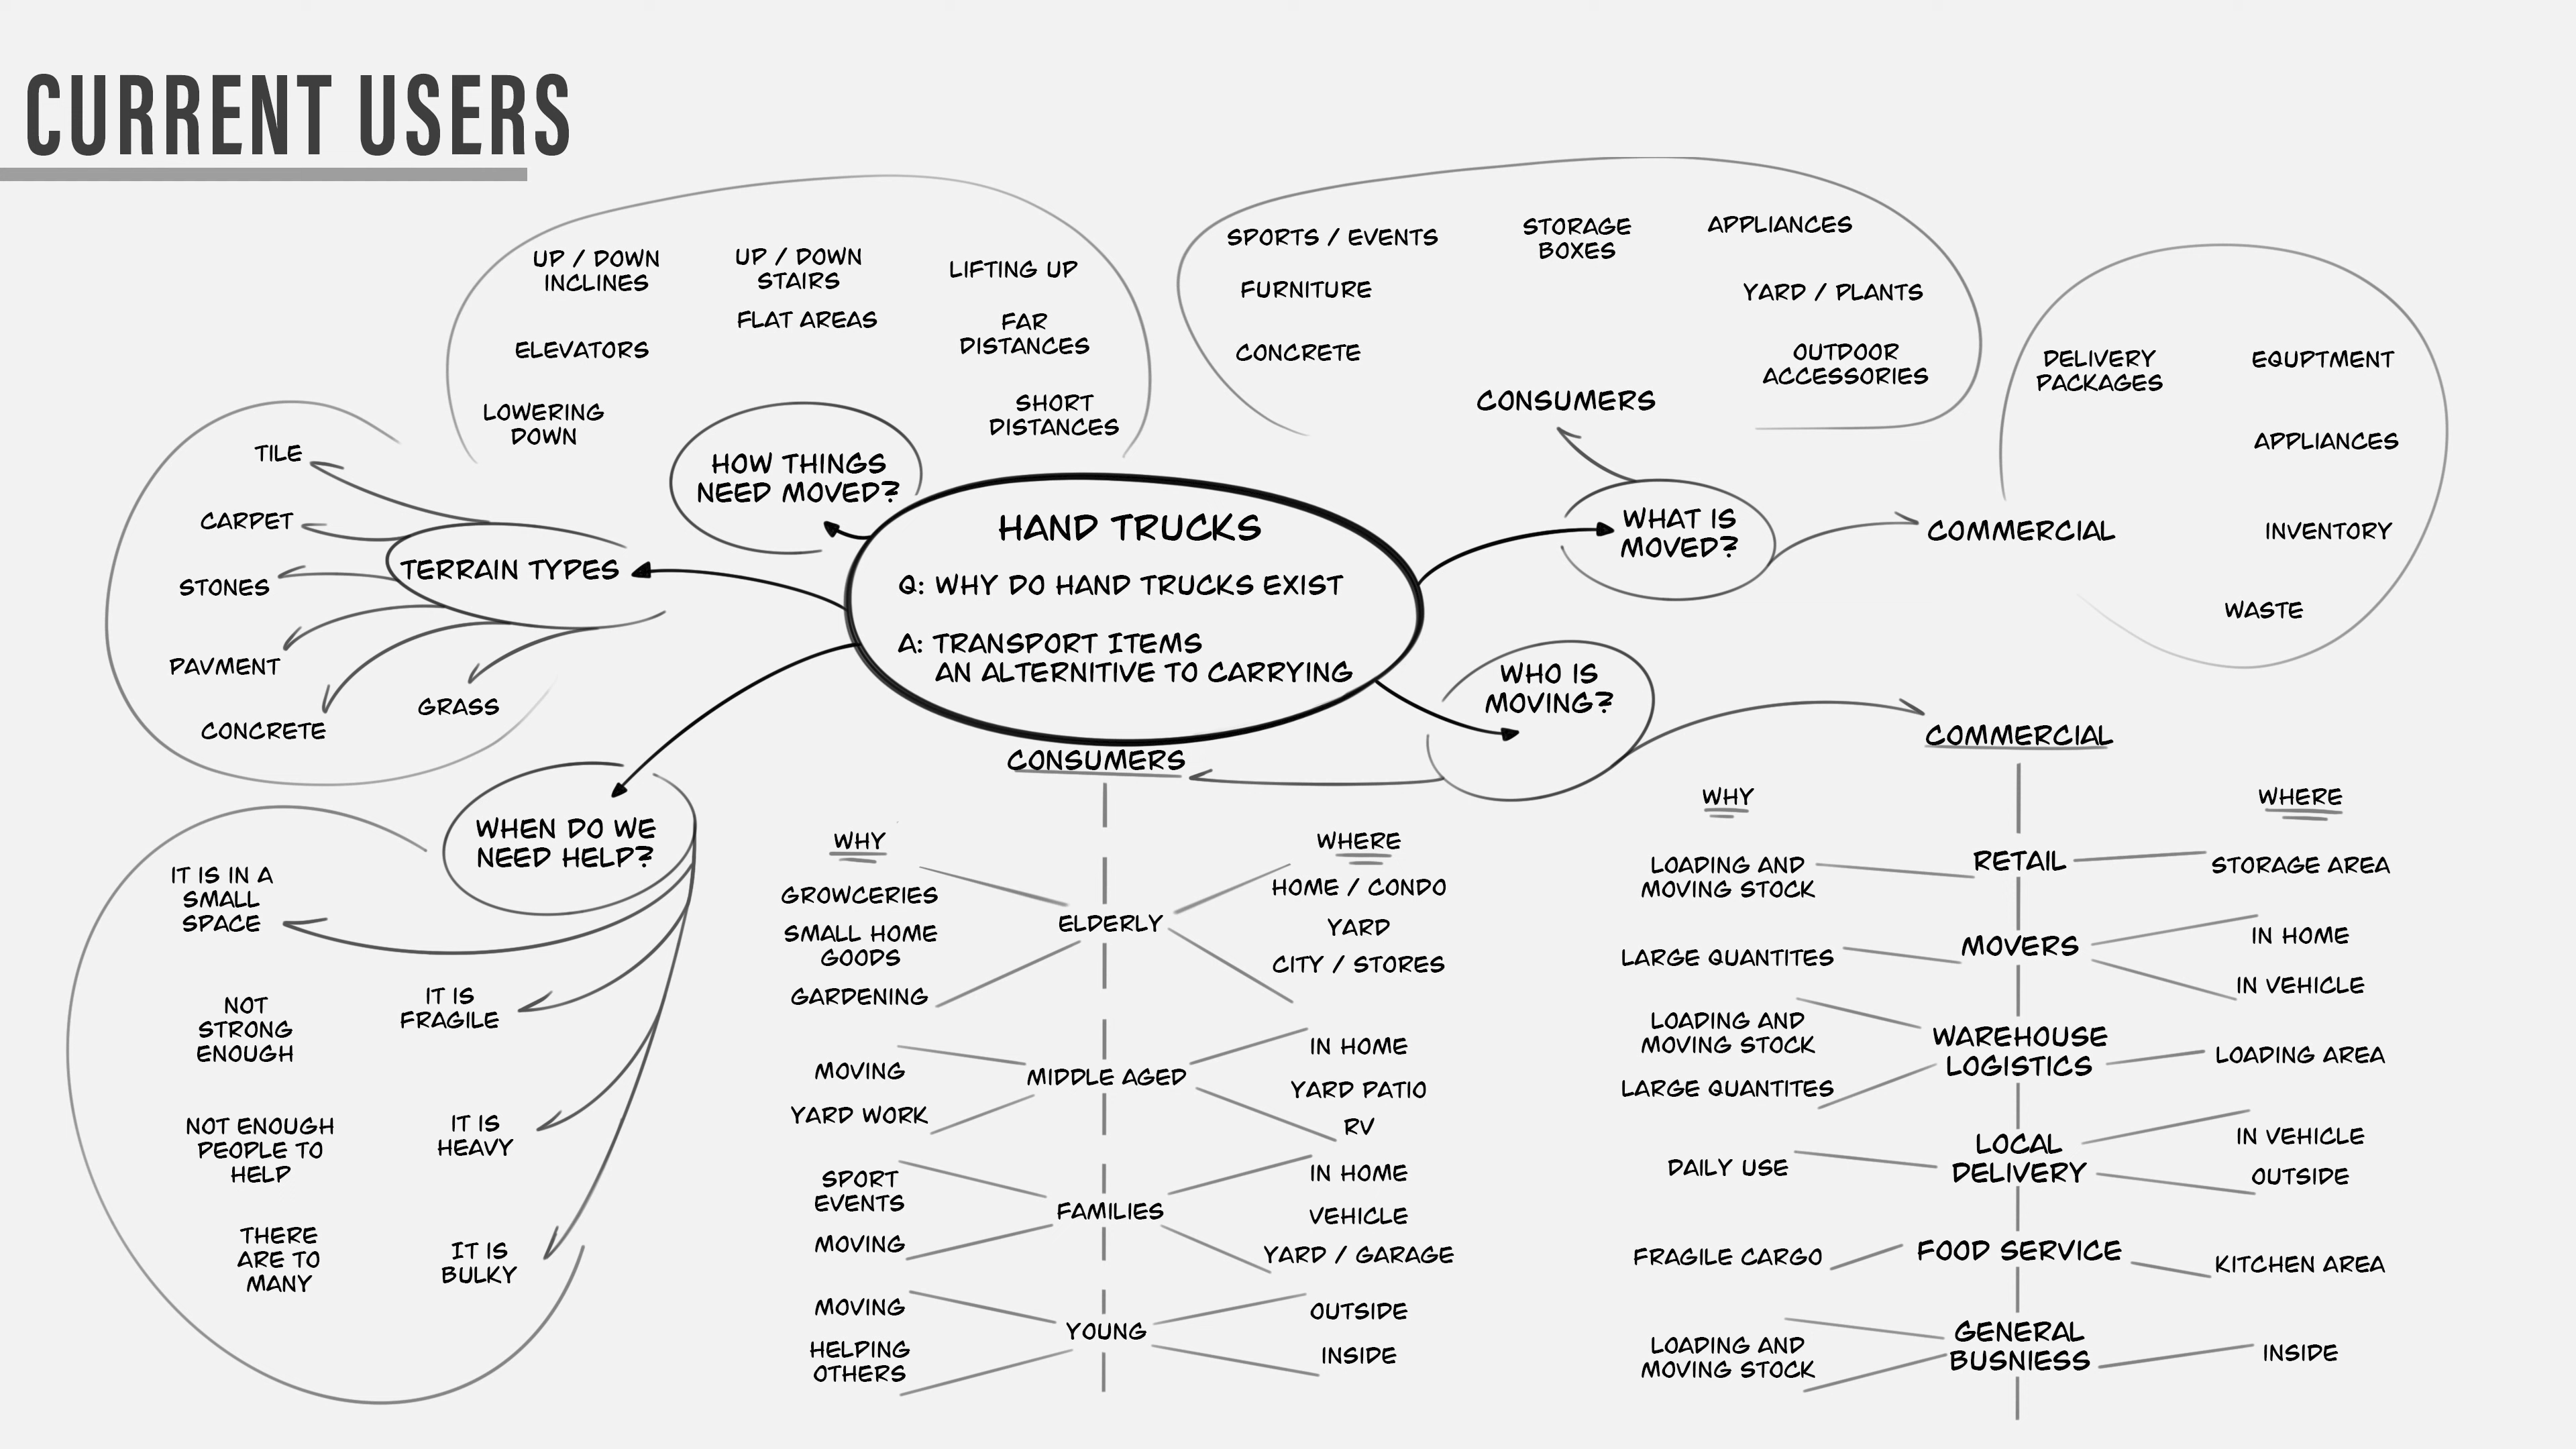 CURRENT USERS
UP / DOWN
INCLINES
UP / DOWN
STAIRS
LIFTING UP
FLAT AREAS
FAR
DISTANCES
ELEVATORS
LOWERING
DOWN
SHORT
DISTANCES
HOW THINGS
NEED MOVED?
SPORTS / EVENTS
STORAGE
BOXES
APPLIANCES
FURNITURE
YARD / PLANTS
CONCRETE
OUTDOOR
ACCESSORIES
CONSUMERS
DELIVERY
PACKAGES
EQUPTMENT
APPLIANCES
INVENTORY
WASTE
COMMERCIAL
WHAT IS
MOVED?
TILE
CARPET
STONES
PAVMENT
CONCRETE
GRASS
TERRAIN TYPES
HAND TRUCKS
Q: WHY DO HAND TRUCKS EXIST
A: TRANSPORT ITEMS
AN ALTERNITIVE TO CARRYING
WHO IS
MOVING?
WHEN DO WE
NEED HELP?
IT IS IN A
SMALL
SPACE
NOT
STRONG
ENOUGH
IT IS
FRAGILE
NOT ENOUGH
PEOPLE TO
HELP
IT IS
HEAVY
THERE
ARE TO
MANY
IT IS
BULKY
CONSUMERS
WHY
WHERE
GROWCERIES
SMALL HOME
GOODS
GARDENING
ELDERLY
HOME / CONDO
YARD
CITY / STORES
MOVING
YARD WORK
MIDDLE AGED
IN HOME
YARD PATIO
RV
SPORT
EVENTS
MOVING
FAMILIES
IN HOME
VEHICLE
YARD / GARAGE
MOVING
HELPING
OTHERS
YOUNG
OUTSIDE
INSIDE
COMMERCIAL
WHY
WHERE
LOADING AND
MOVING STOCK
RETAIL
STORAGE AREA
LARGE QUANTITES
MOVERS
IN HOME
IN VEHICLE
LOADING AND
MOVING STOCK
LARGE QUANTITES
WAREHOUSE
LOGISTICS
LOADING AREA
DAILY USE
LOCAL
DELIVERY
IN VEHICLE
OUTSIDE
FRAGILE CARGO
FOOD SERVICE
KITCHEN AREA
LOADING AND
MOVING STOCK
GENERAL
BUSNIESS
INSIDE